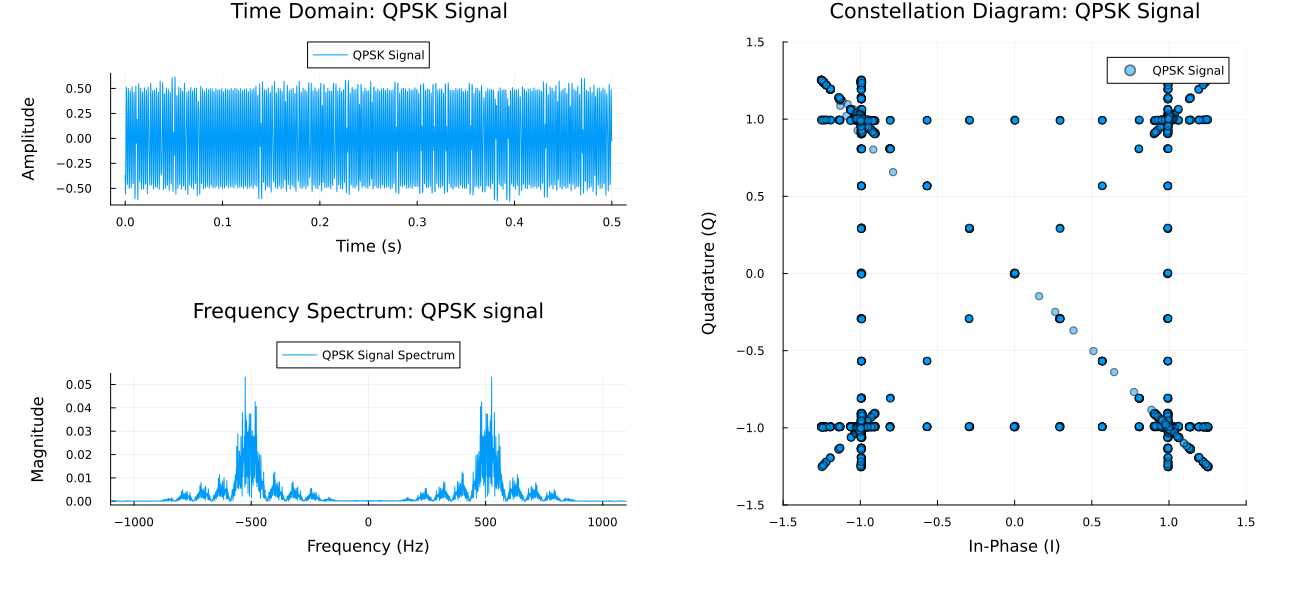 Time Domain: QPSK Signal
QPSK Signal
Amplitude
0.50
0.25
0.00
−0.25
−0.50
0.0 0.1 0.2 0.3 0.4 0.5
Time (s)
Frequency Spectrum: QPSK signal
QPSK Signal Spectrum
Magnitude
0.05
0.04
0.03
0.02
0.01
0.00
−1000 −500 0 500 1000
Frequency (Hz)
Constellation Diagram: QPSK Signal
QPSK Signal
Quadrature (Q)
1.5
1.0
0.5
0.0
−0.5
−1.0
−1.5
−1.5 −1.0 −0.5 0.0 0.5 1.0 1.5
In-Phase (I)